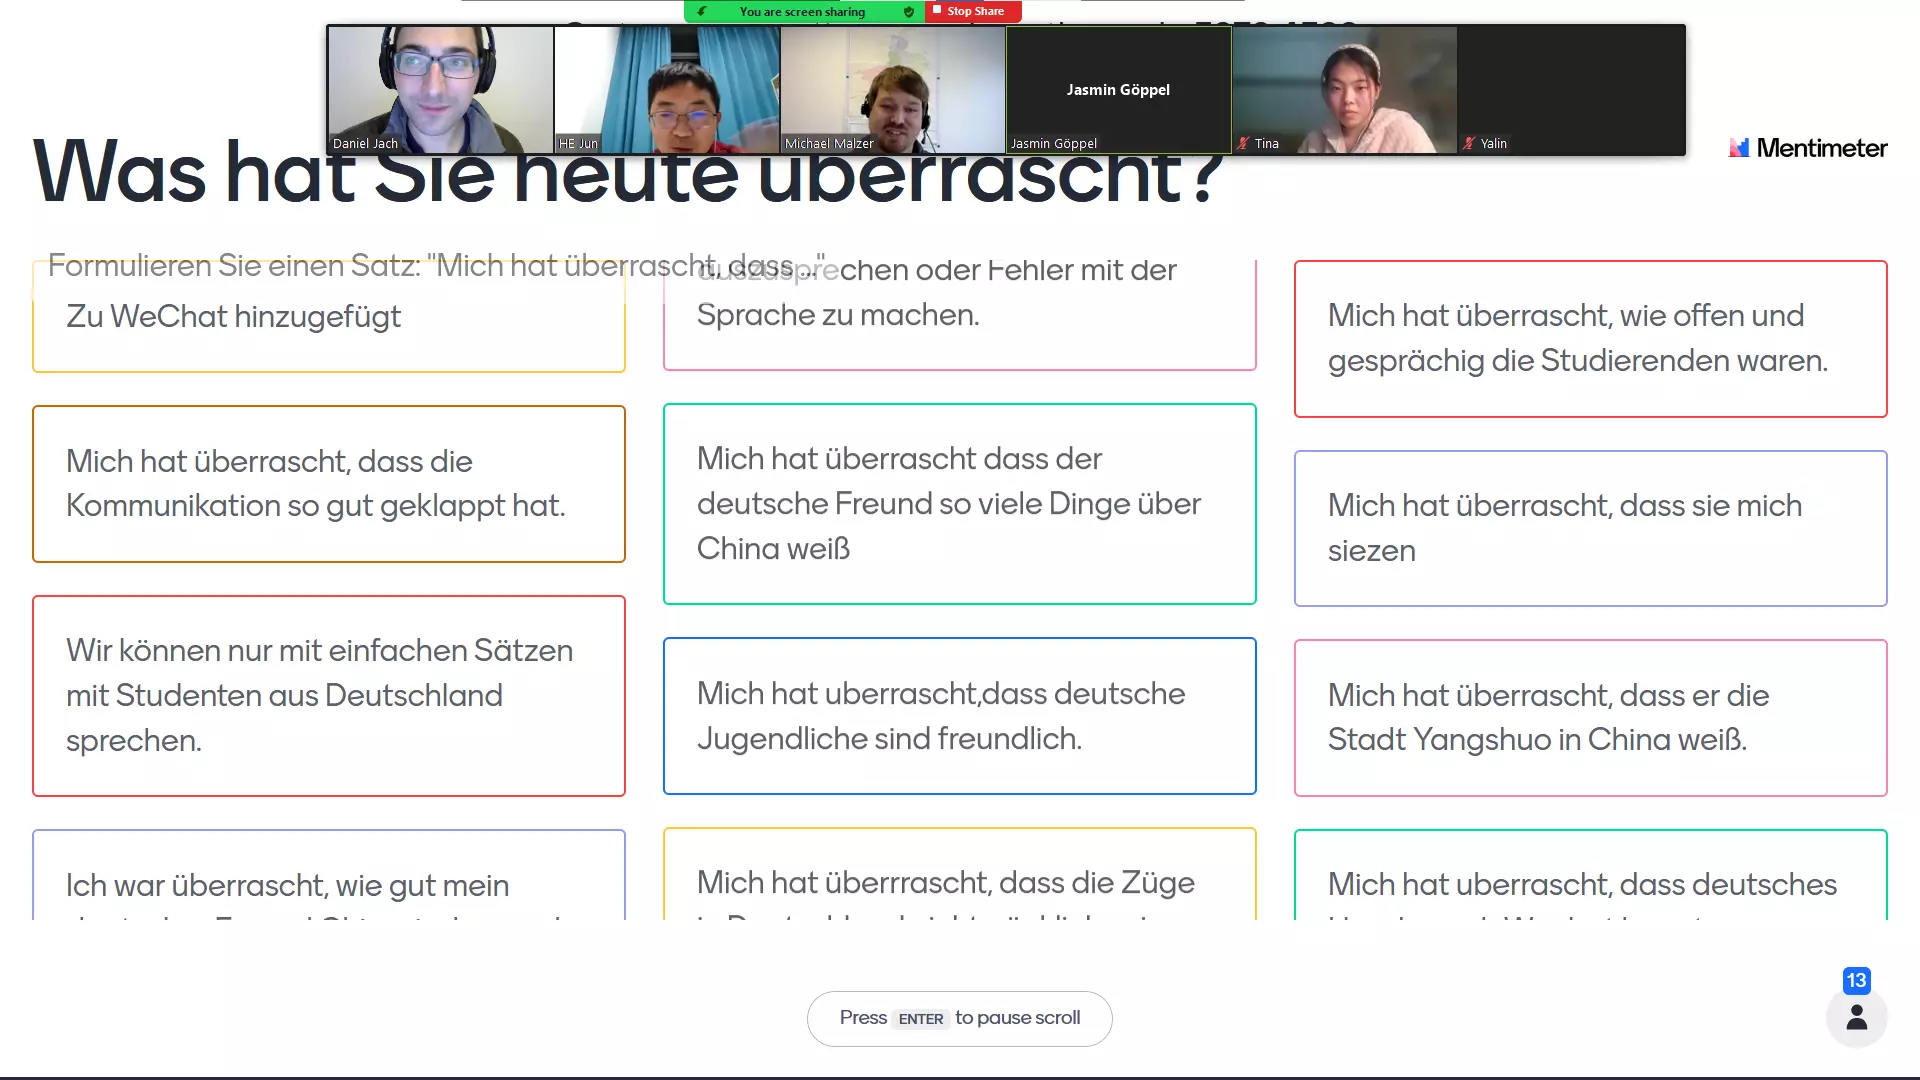 You are screen sharing
Stop Share
Jasmin Göppel
Daniel Jach
HE Jun
Michael Malzer
Jasmin Göppel
Tina
Yalin
Was hat Sie heute überrascht?
Mentimeter
Formulieren Sie einen Satz: "Mich hat überrascht, dass ..."
Zu WeChat hinzugefügt
Mich hat überrascht, dass die
Kommunikation so gut geklappt hat.
Wir können nur mit einfachen Sätzen
mit Studenten aus Deutschland
sprechen.
Ich war überrascht, wie gut mein
auszusprechen oder Fehler mit der
Sprache zu machen.
Mich hat überrascht dass der
deutsche Freund so viele Dinge über
China weiß
Mich hat uberrascht,dass deutsche
Jugendliche sind freundlich.
Mich hat überrrascht, dass die Züge
Mich hat überrascht, wie offen und
gesprächig die Studierenden waren.
Mich hat überrascht, dass sie mich
siezen
Mich hat überrascht, dass er die
Stadt Yangshuo in China weiß.
Mich hat uberrascht, dass deutsches
13
Press ENTER to pause scroll